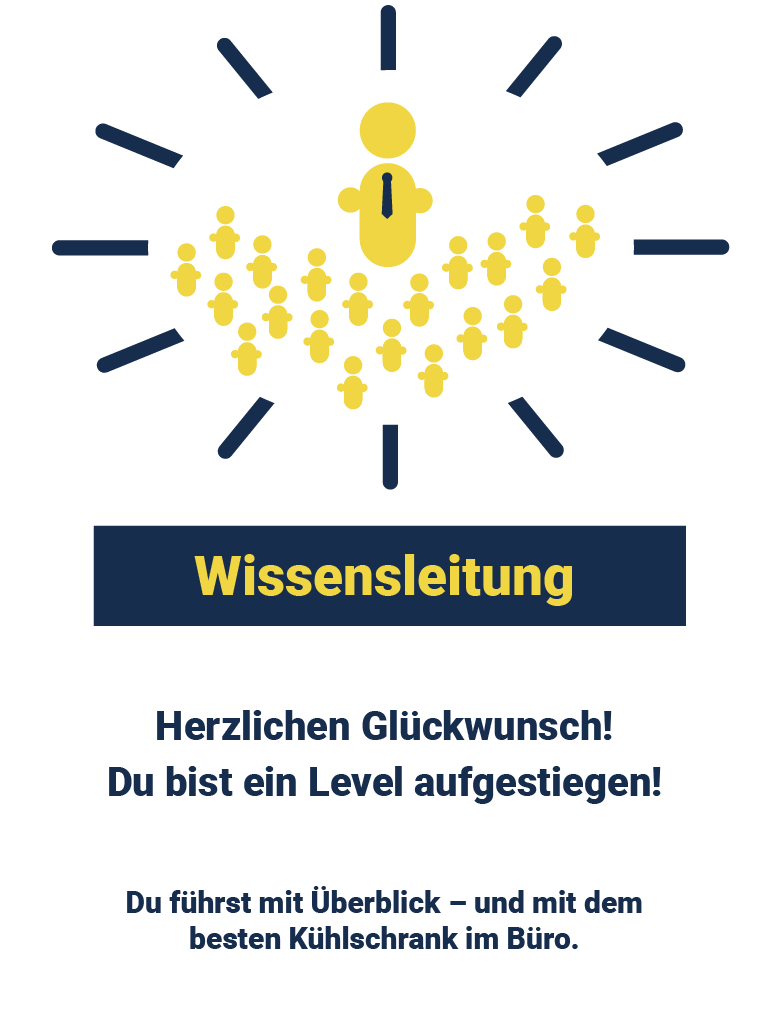 Wissensleitung
Herzlichen Glückwunsch!
Du bist ein Level aufgestiegen!
Du führst mit Überblick – und mit dem
besten Kühlschrank im Büro.